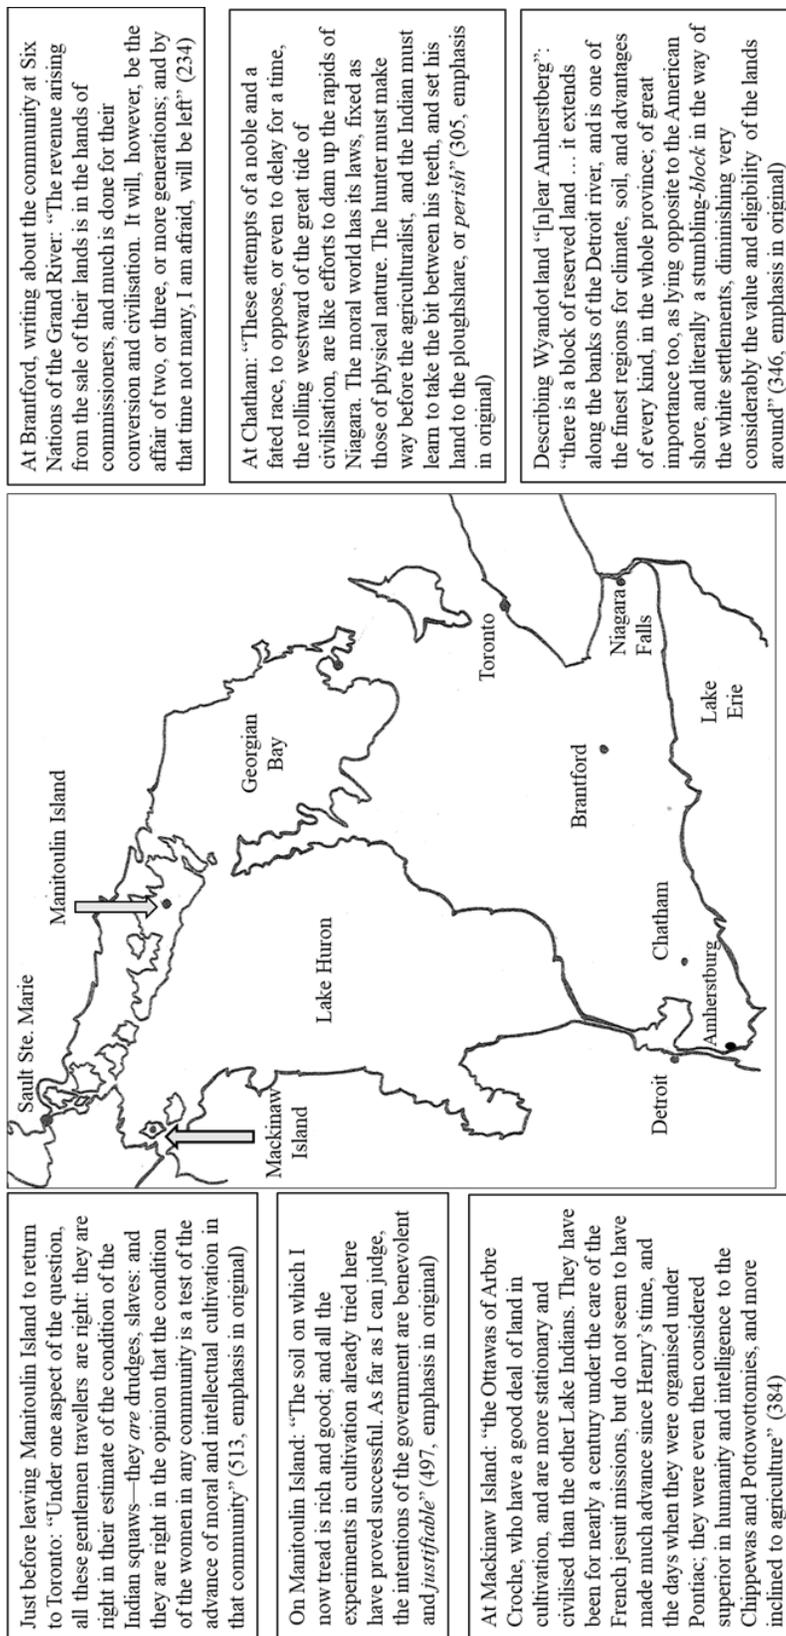 Just before leaving Manitoulin Island to return
to Toronto: “Under one aspect of the question,
all these gentlemen travellers are right: they are
right in their estimate of the condition of the
Indian squaws—they are drudges, slaves: and
they are right in the opinion that the condition
of the women in any community is a test of the
advance of moral and intellectual cultivation in
that community” (513, emphasis in original)
On Manitoulin Island: “The soil on which I
now tread is rich and good; and all the
experiments in cultivation already tried here
have proved successful. As far as I can judge,
the intentions of the government are benevolent
and justifiable” (497, emphasis in original)
At Mackinaw Island: “the Ottawas of Arbre
Croche, who have a good deal of land in
cultivation, and are more stationary and
civilised than the other Lake Indians. They have
been for nearly a century under the care of the
French jesuit missions, but do not seem to have
made much advance since Henry’s time, and
the days when they were organised under
Pontiac; they were even then considered
superior in humanity and intelligence to the
Chippewas and Pottowottomies, and more
inclined to agriculture” (384)
Sault Ste. Marie
Manitoulin Island
Mackinaw
Island
Georgian
Bay
Lake Huron
Toronto
Brantford
Niagara
Falls
Chatham
Detroit
Amherstburg
Lake
Erie
At Brantford, writing about the community at Six
Nations of the Grand River: “The revenue arising
from the sale of their lands is in the hands of
commissioners, and much is done for their
conversion and civilisation. It will, however, be the
affair of two, or three, or more generations; and by
that time not many, I am afraid, will be left” (234)
At Chatham: “These attempts of a noble and a
fated race, to oppose, or even to delay for a time,
the rolling westward of the great tide of
civilisation, are like efforts to dam up the rapids of
Niagara. The moral world has its laws, fixed as
those of physical nature. The hunter must make
way before the agriculturalist, and the Indian must
learn to take the bit between his teeth, and set his
hand to the ploughshare, or perish” (305, emphasis
in original)
Describing Wyandot land “[n]ear Amherstberg”:
“there is a block of reserved land … it extends
along the banks of the Detroit river, and is one of
the finest regions for climate, soil, and advantages
of every kind, in the whole province; of great
importance too, as lying opposite to the American
shore, and literally a stumbling-block in the way of
the white settlements, diminishing very
considerably the value and eligibility of the lands
around” (346, emphasis in original)